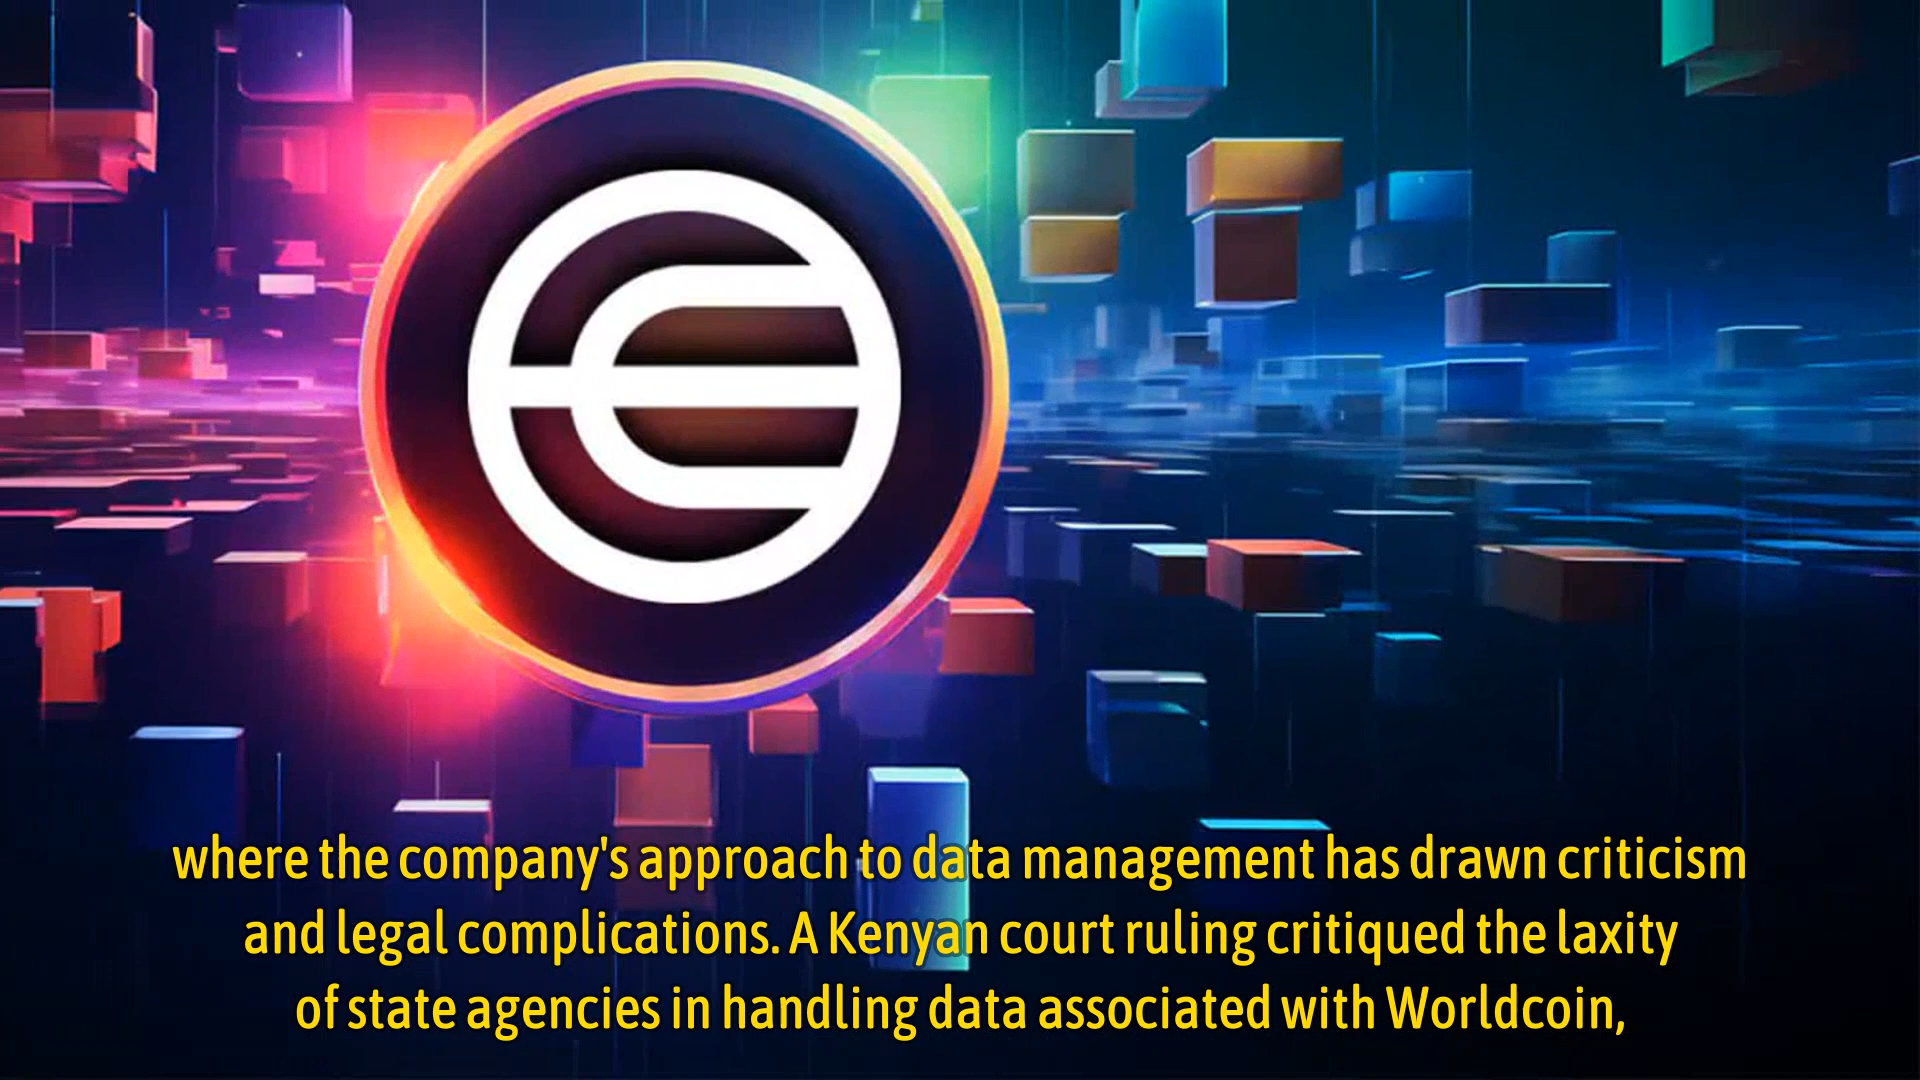 where the company's approach to data management has drawn criticism
and legal complications. A Kenyan court ruling critiqued the laxity
of state agencies in handling data associated with Worldcoin,